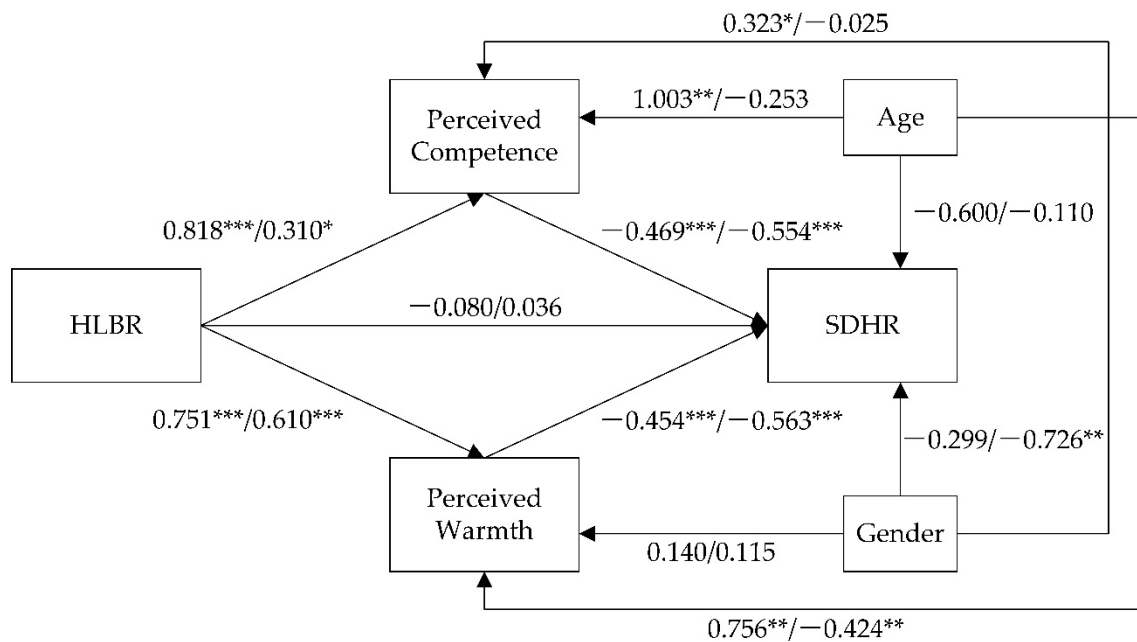 0.323*/−0.025
1.003**/−0.253
Age
Perceived
Competence
−0.600/−0.110
0.818***/0.310*
−0.469***/−0.554***
HLBR
−0.080/0.036
SDHR
0.751***/0.610***
−0.454***/−0.563***
−0.299/−0.726**
Perceived
Warmth
Gender
0.140/0.115
0.756**/−0.424**